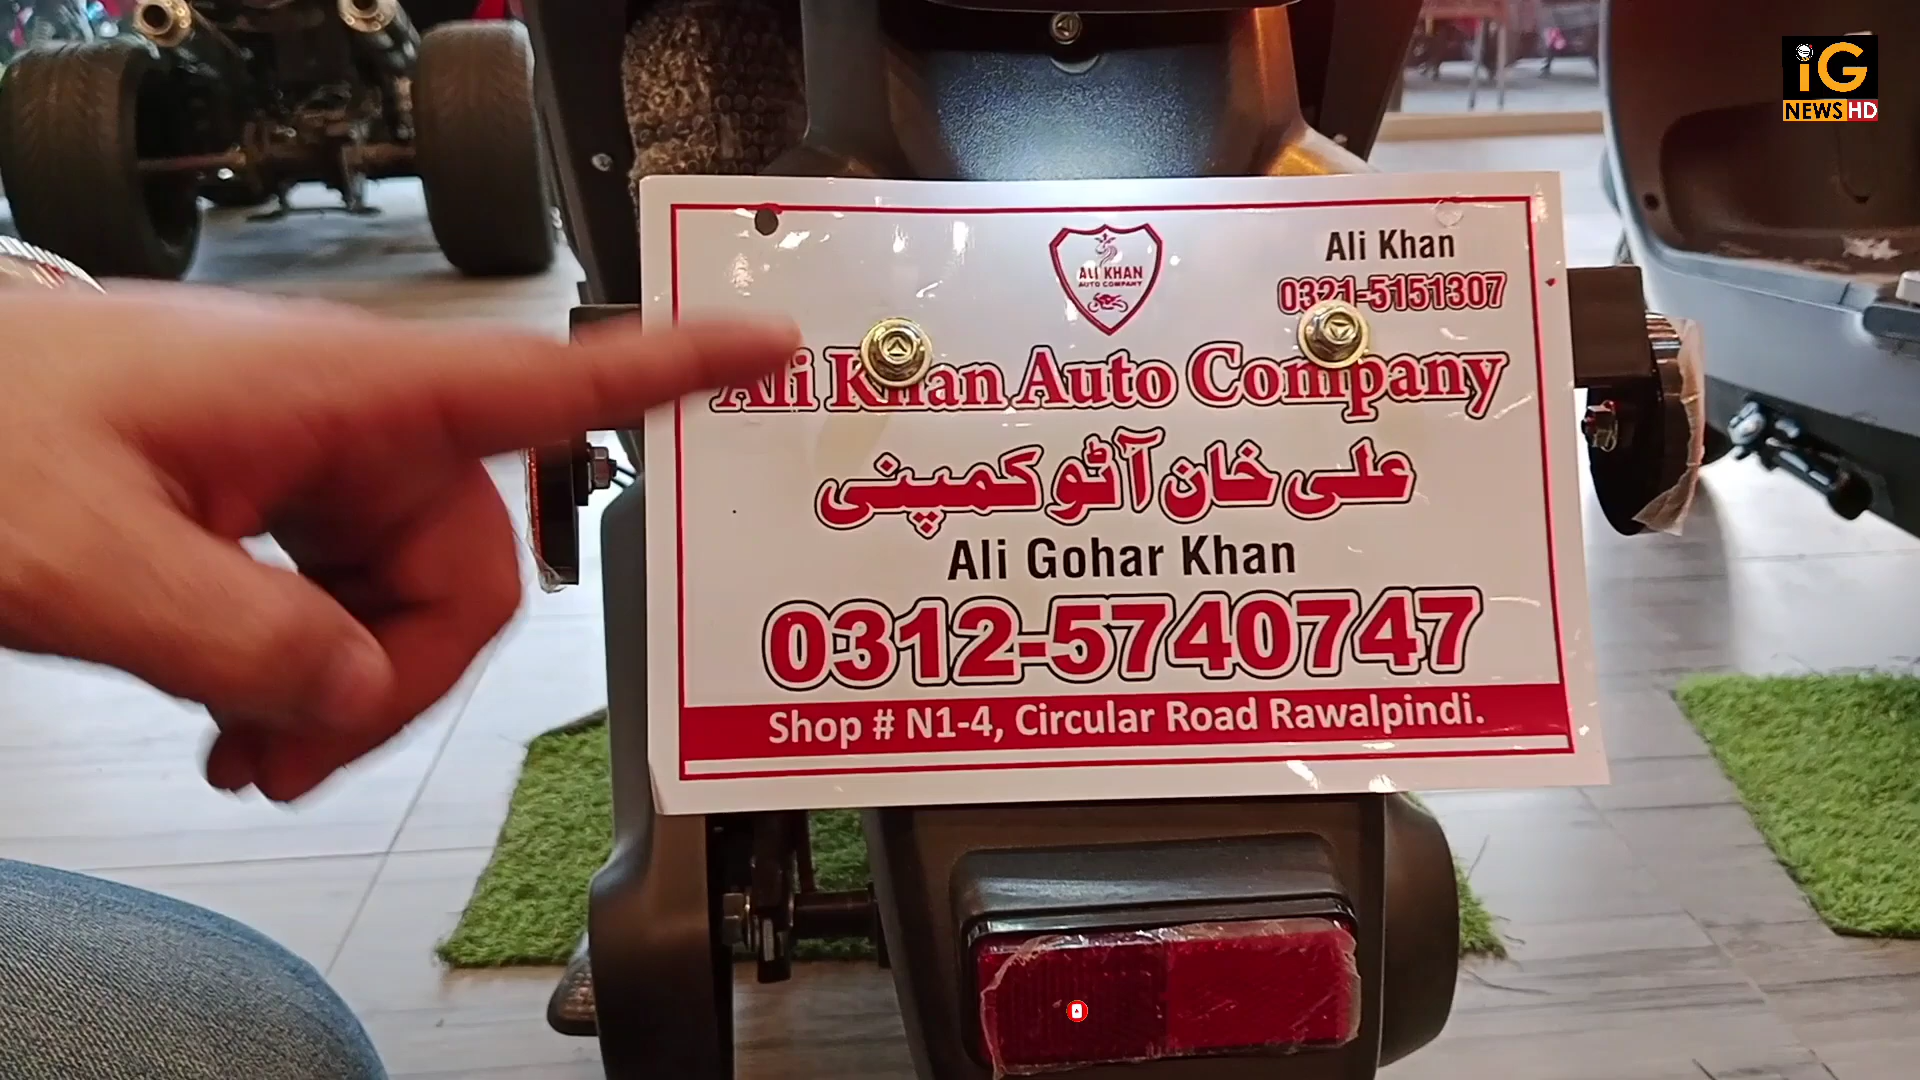 iG
NEWS HD
ALI KHAN
AUTO COMPANY
Ali Khan
0321-5151307
Ali Khan Auto Company
علی خان آٹو کمپنی
Ali Gohar Khan
0312-5740747
Shop # N1-4, Circular Road Rawalpindi.